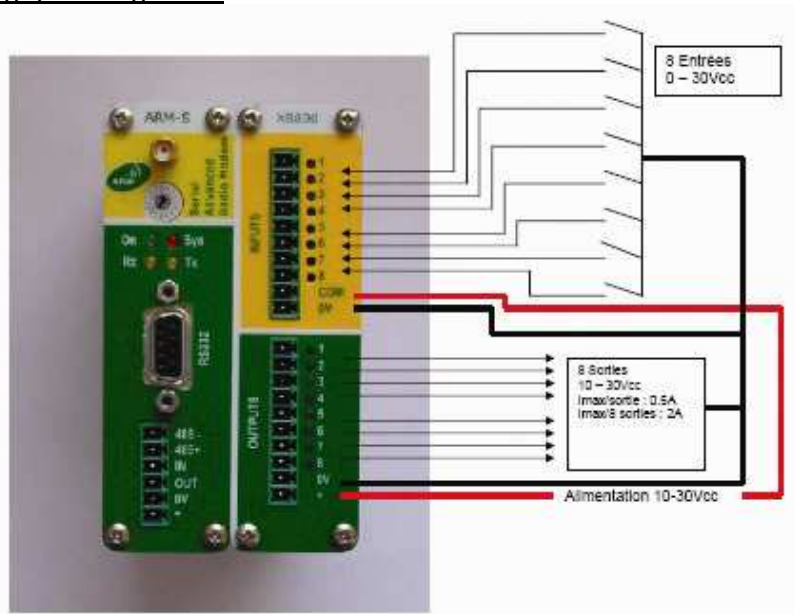 8 Entrées
0 – 30Vcc
ARM-S
XS8230
Serial
Advanced
Radio Modem
On
Sys
Rx
Tx
RS232
485 -
485+
IN
OUT
0V
+
INPUTS
1
2
3
4
5
6
7
8
COM
0V
OUTPUTS
1
2
3
4
5
6
7
8
0V
+
8 Sorties
10 – 30Vcc
Imax/sortie : 0.5A
Imax/8 sorties : 2A
Alimentation 10-30Vcc